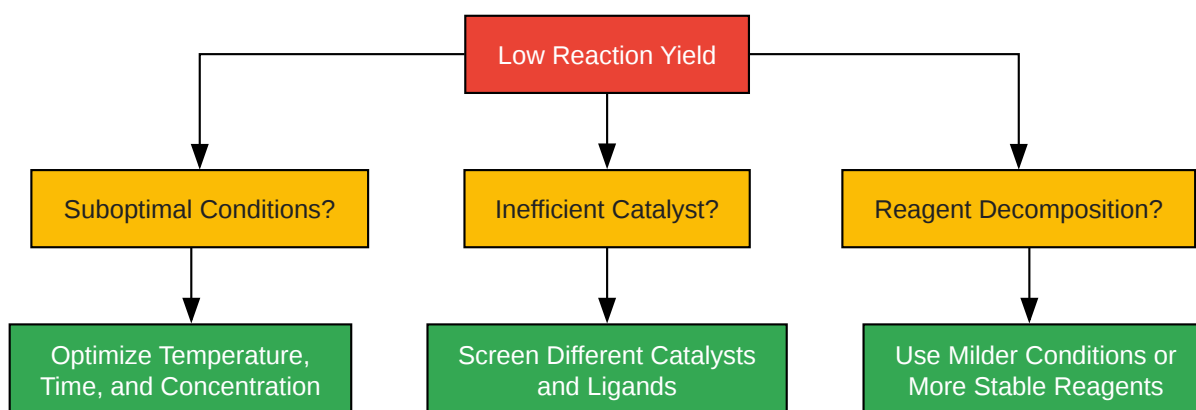 Low Reaction Yield
Suboptimal Conditions?
Inefficient Catalyst?
Reagent Decomposition?
Optimize Temperature,
Time, and Concentration
Screen Different Catalysts
and Ligands
Use Milder Conditions or
More Stable Reagents